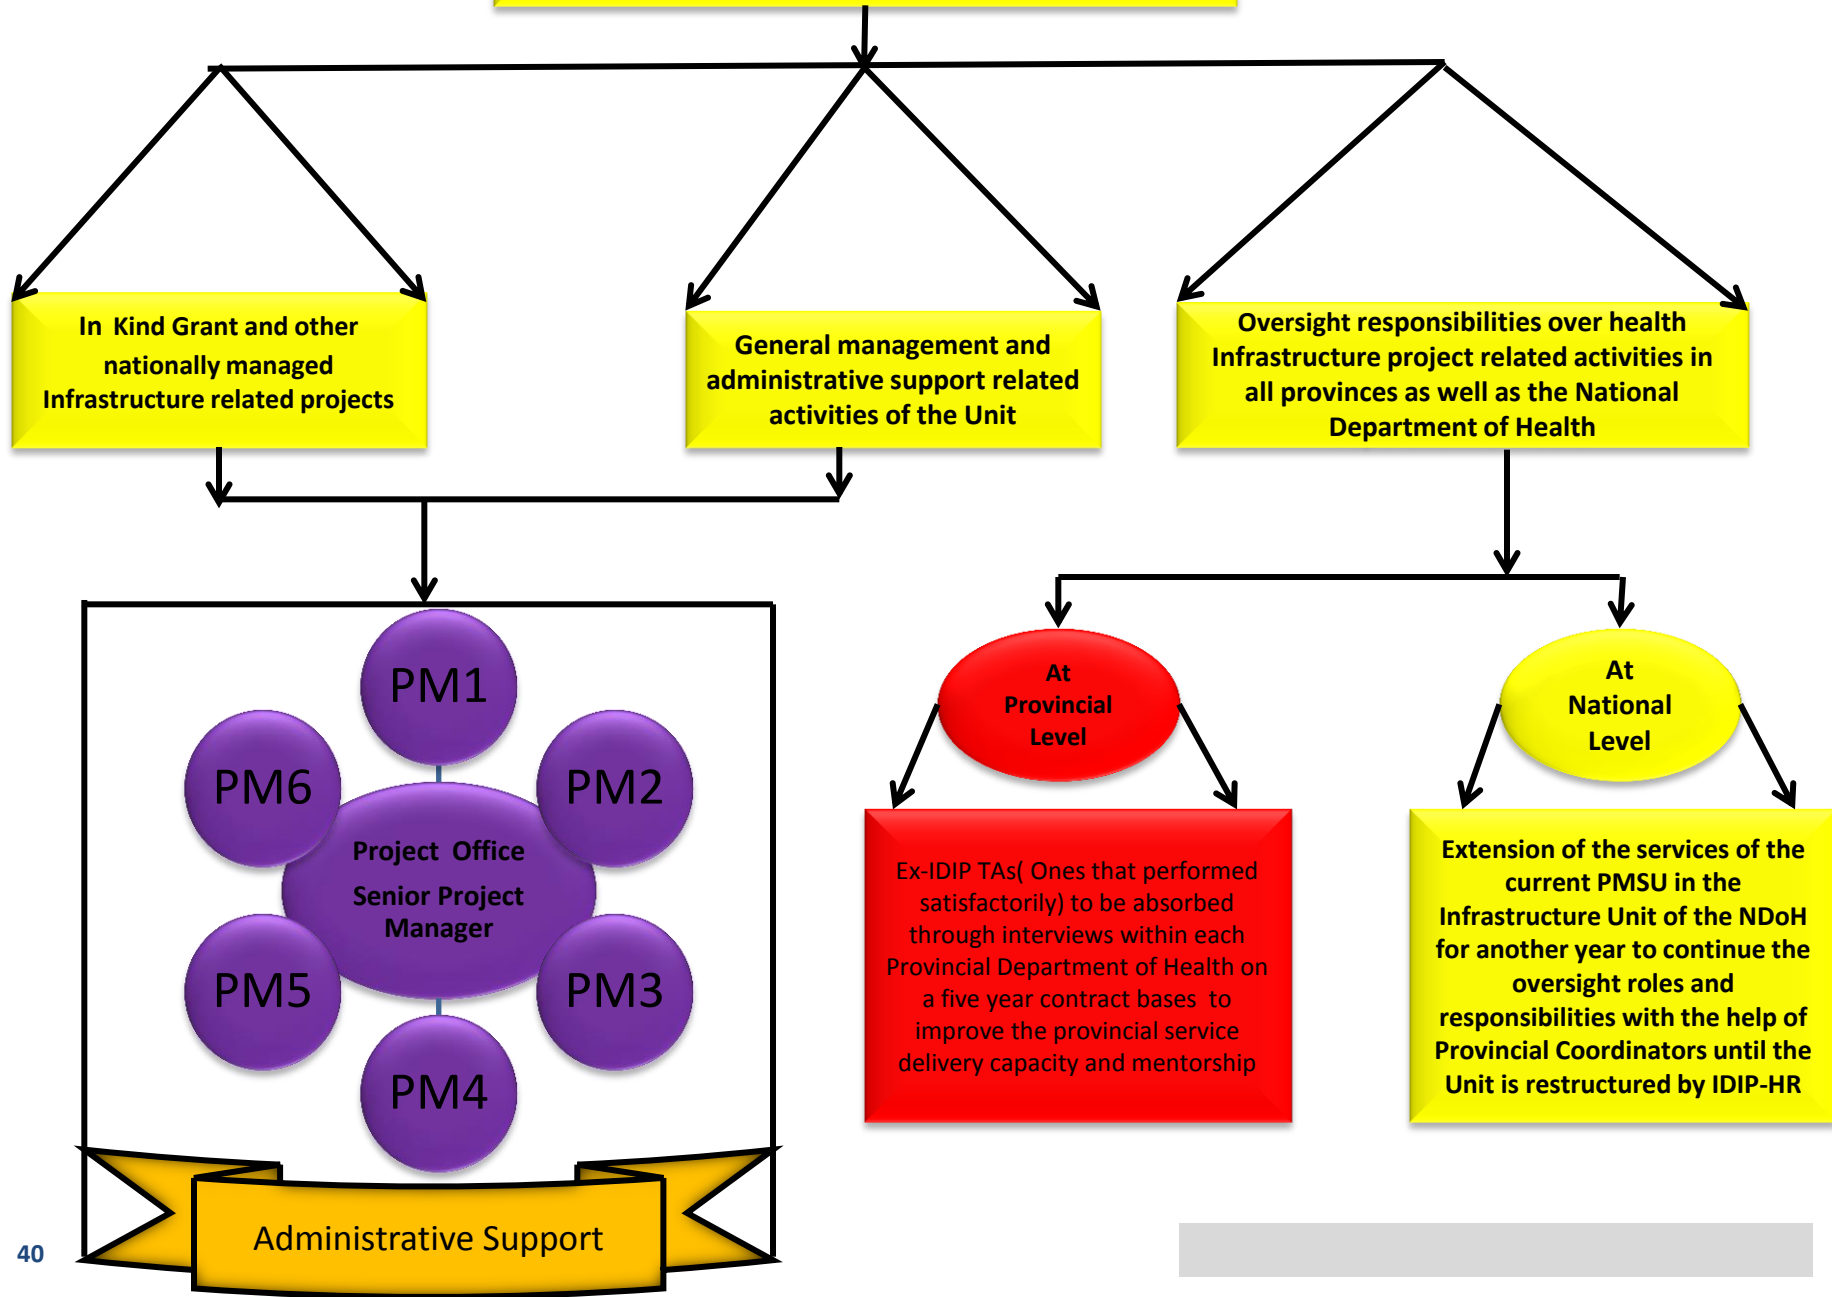 In Kind Grant and other
nationally managed
Infrastructure related projects
General management and
administrative support related
activities of the Unit
Oversight responsibilities over health
Infrastructure project related activities in
all provinces as well as the National
Department of Health
PM1
PM6
PM2
Project Office
Senior Project
Manager
PM5
PM3
PM4
Administrative Support
At
Provincial
Level
At
National
Level
Ex-IDIP TAs( Ones that performed
satisfactorily) to be absorbed
through interviews within each
Provincial Department of Health on
a five year contract bases to
improve the provincial service
delivery capacity and mentorship
Extension of the services of the
current PMSU in the
Infrastructure Unit of the NDoH
for another year to continue the
oversight roles and
responsibilities with the help of
Provincial Coordinators until the
Unit is restructured by IDIP-HR
40